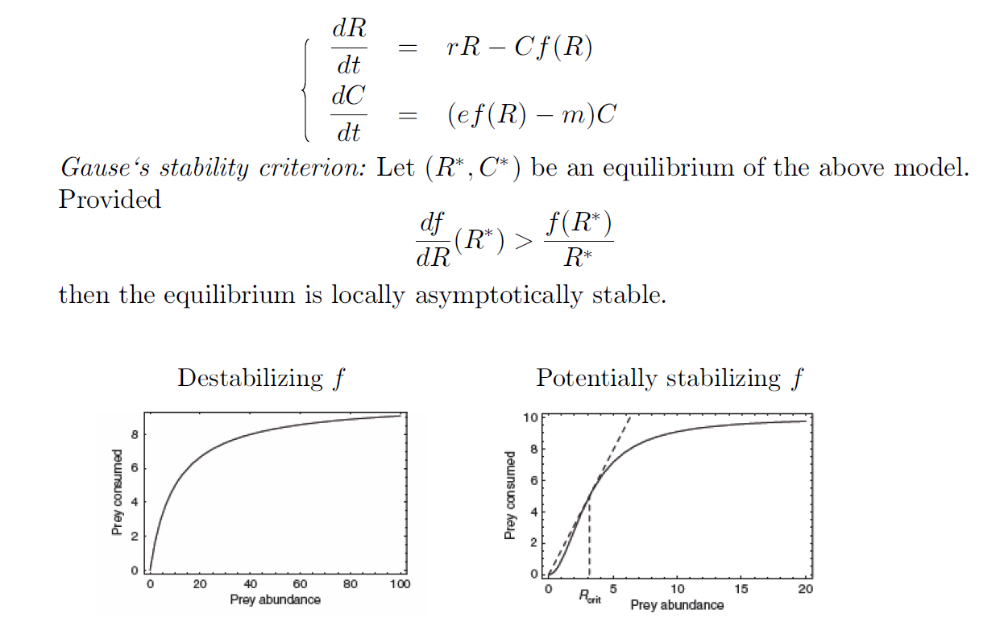 dR/dt = rR − Cf(R)
dC/dt = (ef(R) − m)C
Gause‘s stability criterion: Let (R*, C*) be an equilibrium of the above model.
Provided
df/dR (R*) > f(R*)/R*
then the equilibrium is locally asymptotically stable.
Destabilizing f
Potentially stabilizing f
8
6
4
2
0
Prey consumed
0 20 40 60 80 100
Prey abundance
10
8
6
4
2
0
Prey consumed
0 Rcrit 5 10 15 20
Prey abundance